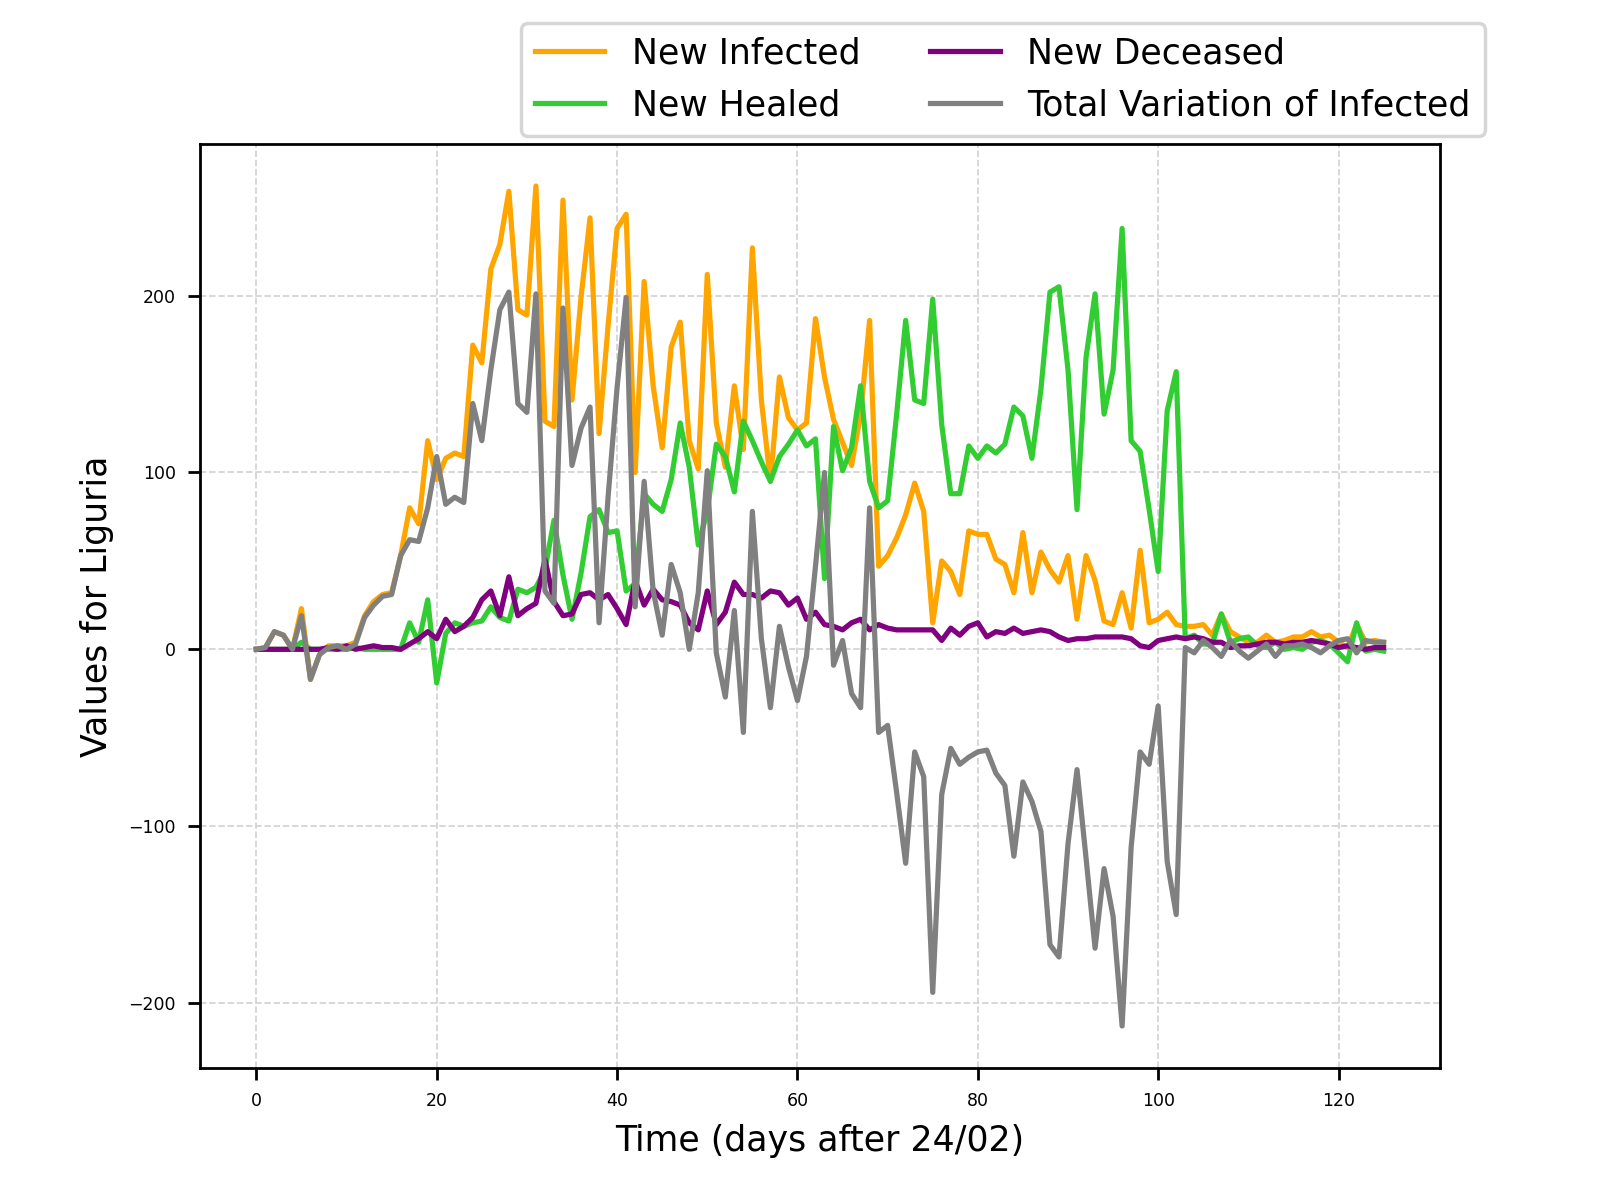 New Infected
New Healed
New Deceased
Total Variation of Infected
Values for Liguria
200
100
0
−100
−200
0
20
40
60
80
100
120
Time (days after 24/02)